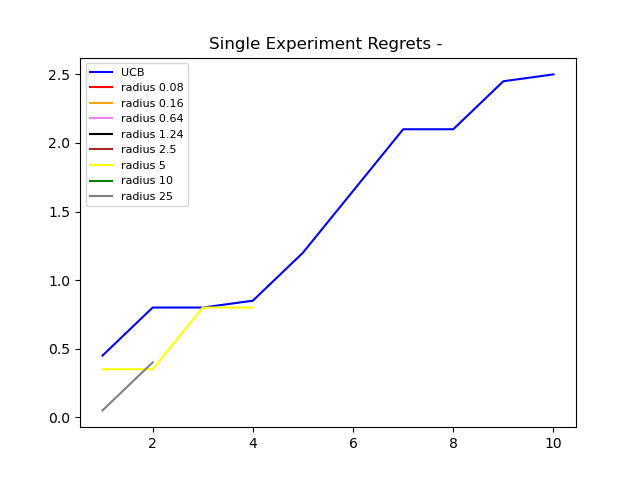 Single Experiment Regrets -
2.5
2.0
1.5
1.0
0.5
0.0
UCB
radius 0.08
radius 0.16
radius 0.64
radius 1.24
radius 2.5
radius 5
radius 10
radius 25
2 4 6 8 10